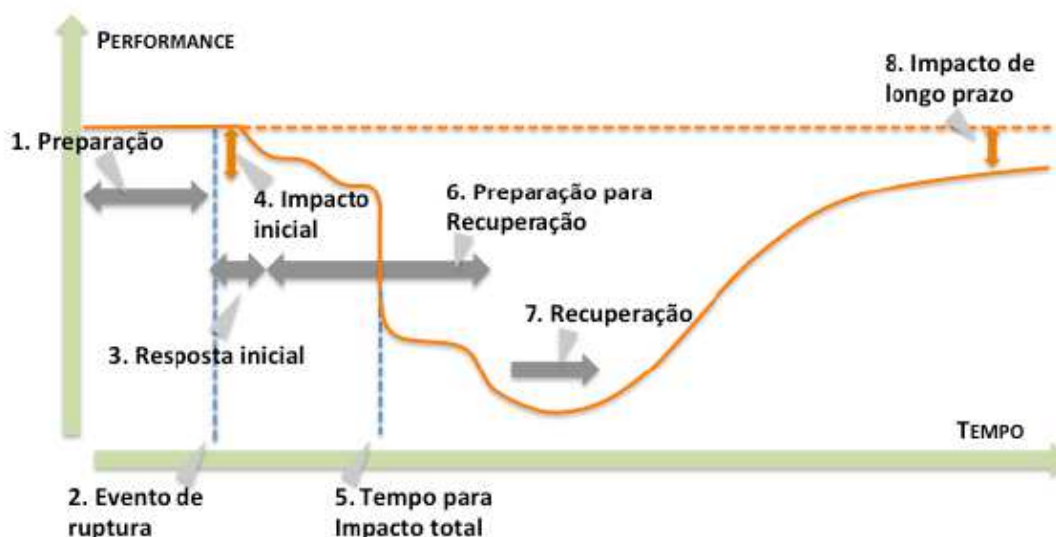 PERFORMANCE
8. Impacto de
longo prazo
1. Preparação
4. Impacto
inicial
6. Preparação para
Recuperação
7. Recuperação
3. Resposta inicial
TEMPO
2. Evento de
ruptura
5. Tempo para
Impacto total